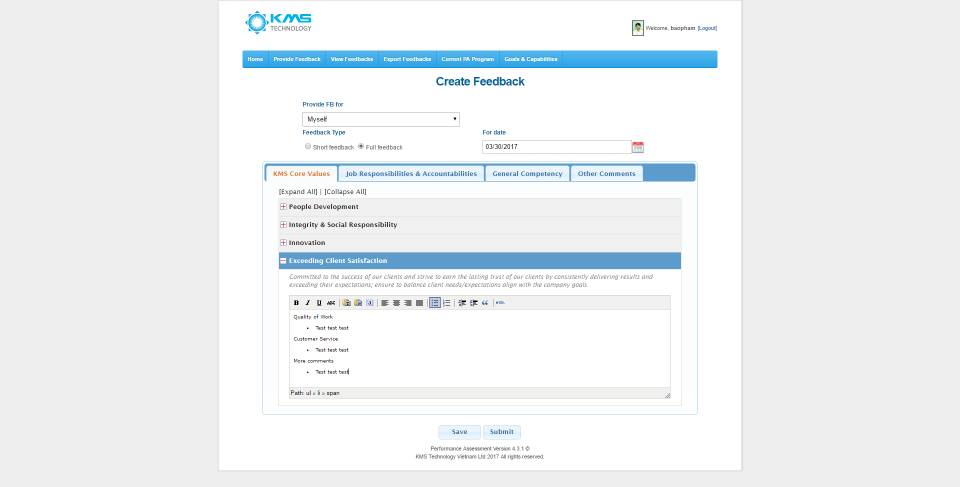 KMS
TECHNOLOGY
Welcome, baopham [Logout]
Home Provide Feedback View Feedbacks Export Feedbacks Current PA Program Goals & Capabilities
Create Feedback
Provide FB for
Myself
Feedback Type For date
Short feedback Full feedback 03/30/2017
KMS Core Values Job Responsibilities & Accountabilities General Competency Other Comments
[Expand All] | [Collapse All]
People Development
Integrity & Social Responsibility
Innovation
Exceeding Client Satisfaction
Committed to the success of our clients and strive to earn the lasting trust of our clients by consistently delivering results and
exceeding their expectations; ensure to balance client needs/expectations align with the company goals.
B I U ABC HTML
Quality of Work
• Test test test
Customer Service
• Test test test
More comments
• Test test test
Path: ul » li » span
Save Submit
Performance Assessment Version 4.3.1 ©
KMS Technology Vietnam Ltd 2017 All rights reserved.